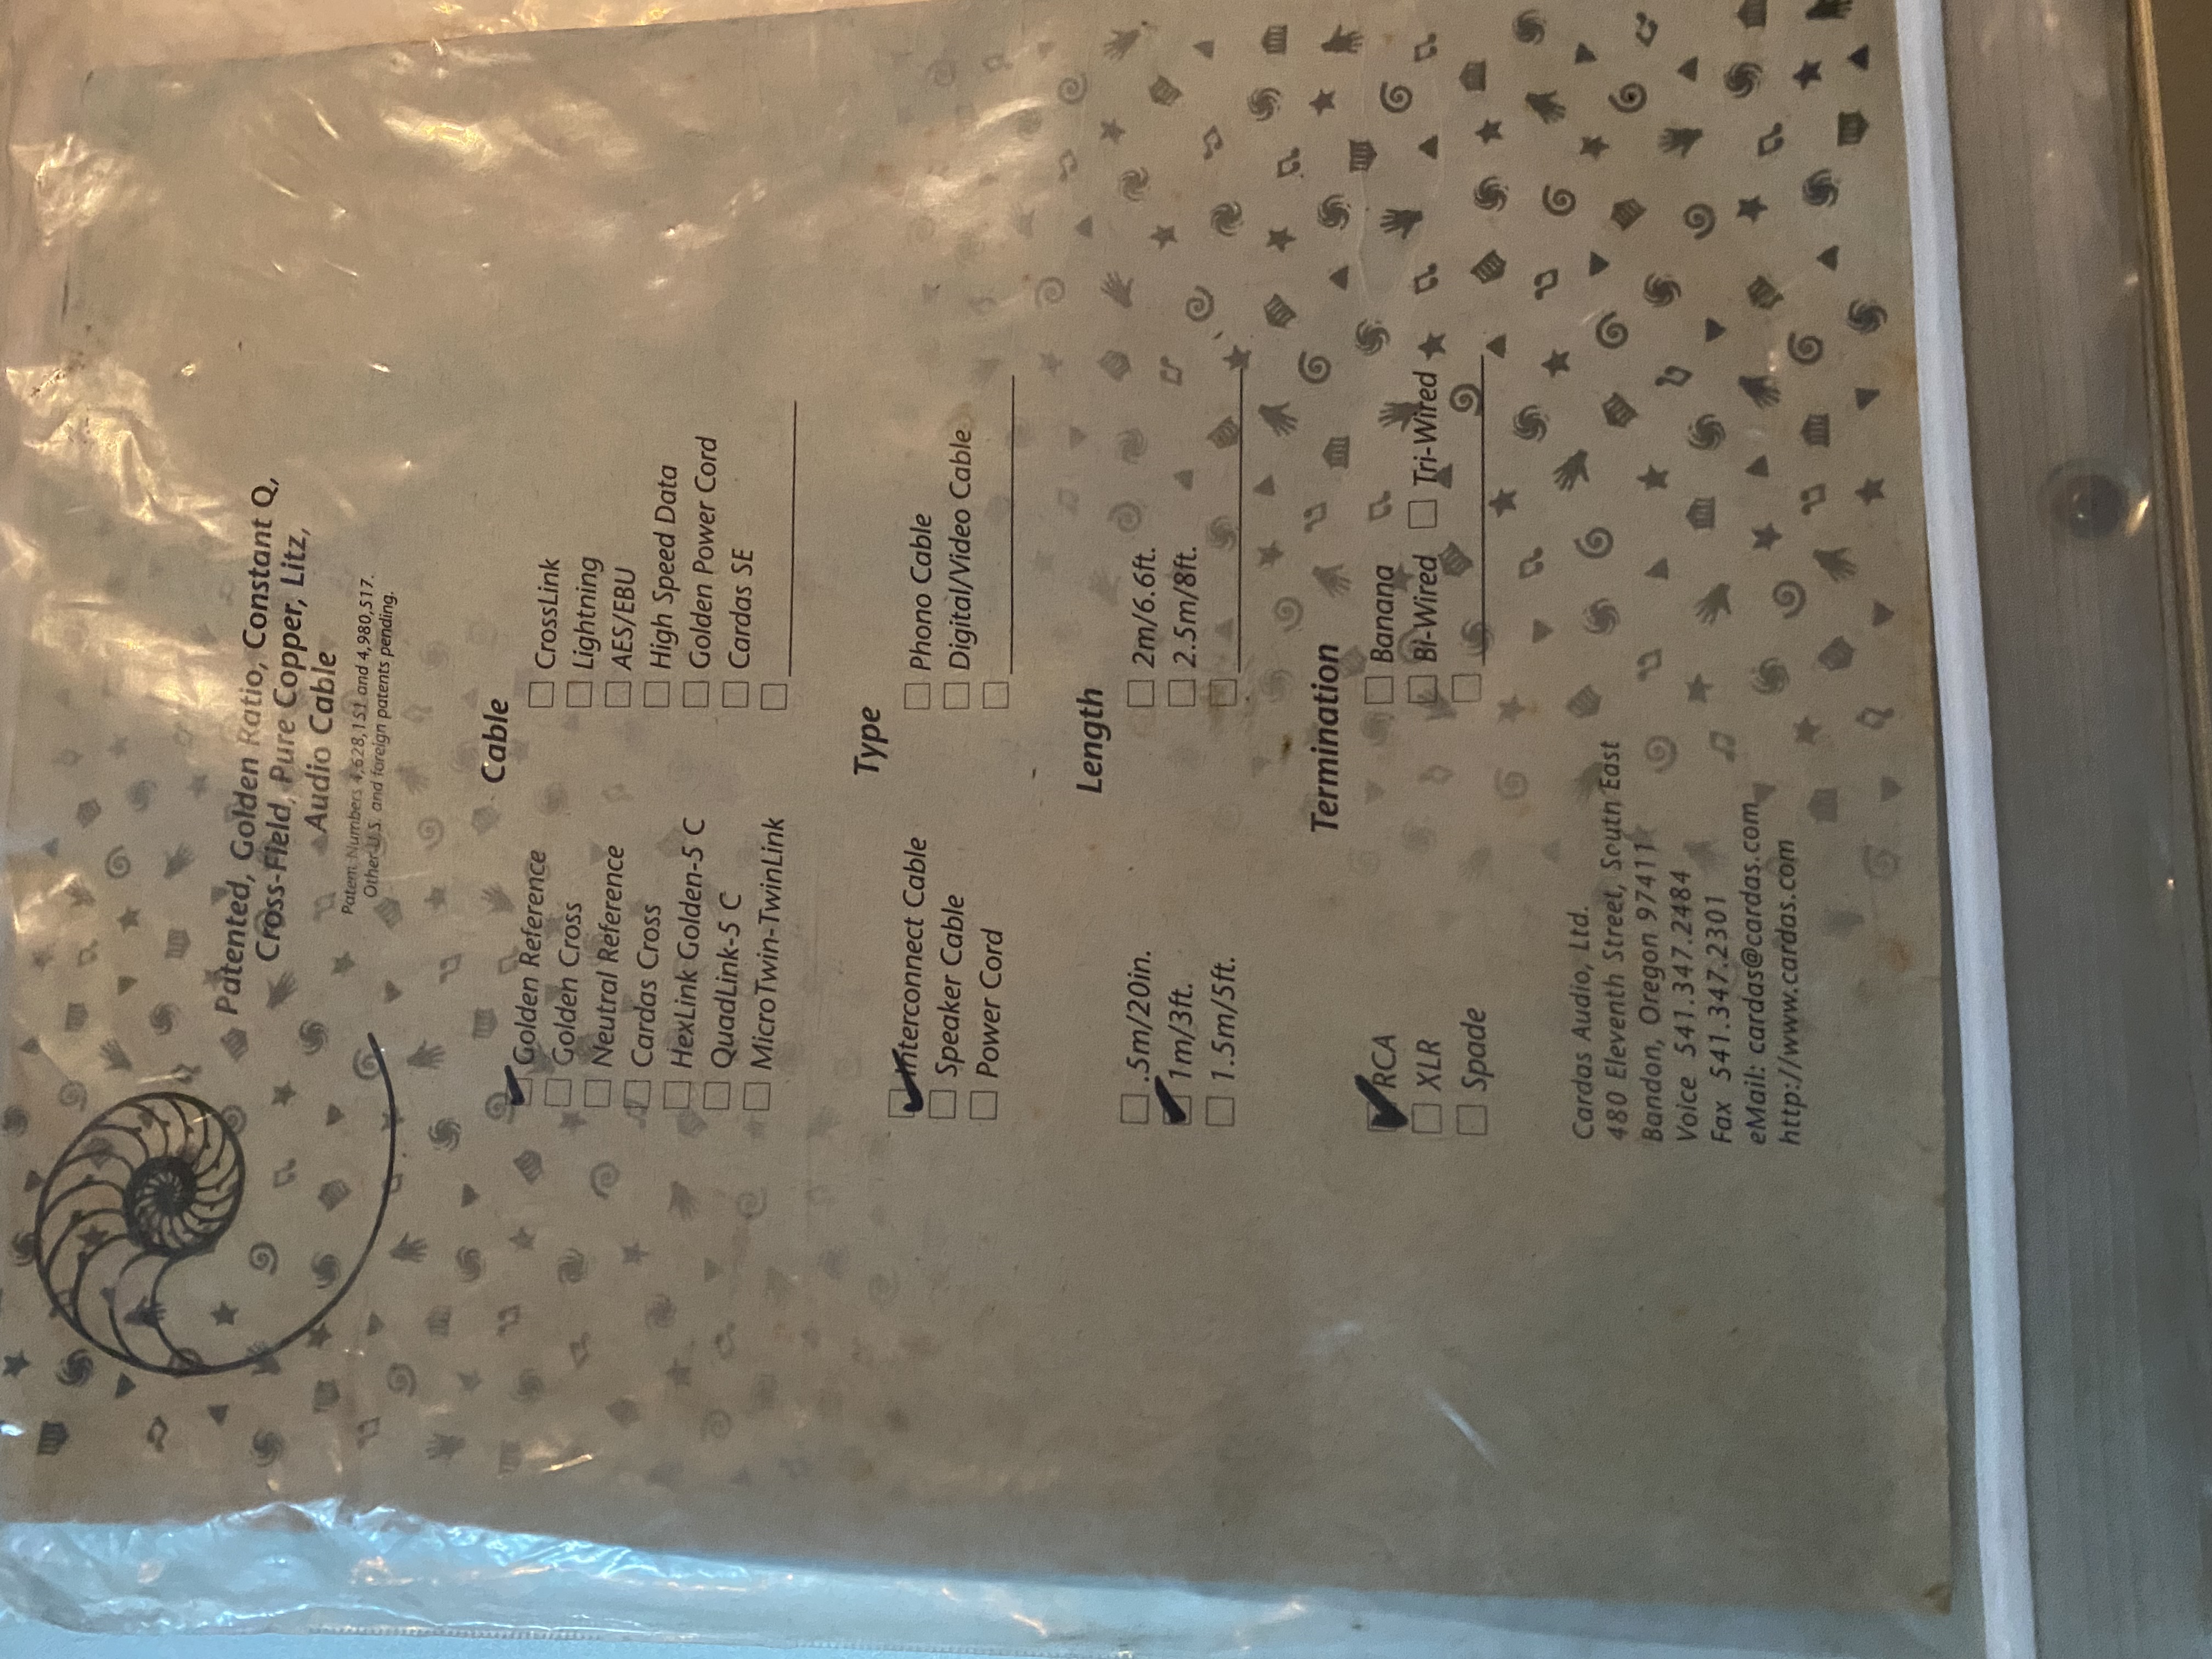 Patented, Golden Ratio, Constant Q,
Cross-Field, Pure Copper, Litz,
Audio Cable
Patent Numbers 4,628,151 and 4,980,517.
Other U.S. and foreign patents pending.
Cable
Golden Reference
Golden Cross
Neutral Reference
Cardas Cross
HexLink Golden-5 C
QuadLink-5 C
MicroTwin-TwinLink
CrossLink
Lightning
AES/EBU
High Speed Data
Golden Power Cord
Cardas SE
Type
Interconnect Cable
Speaker Cable
Power Cord
Phono Cable
Digital/Video Cable
Length
.5m/20in.
1m/3ft.
1.5m/5ft.
2m/6.6ft.
2.5m/8ft.
Termination
RCA
XLR
Spade
Banana
Bi-Wired Tri-Wired
Cardas Audio, Ltd.
480 Eleventh Street, South East
Bandon, Oregon 97411
Voice 541.347.2484
Fax 541.347.2301
eMail: cardas@cardas.com
http://www.cardas.com